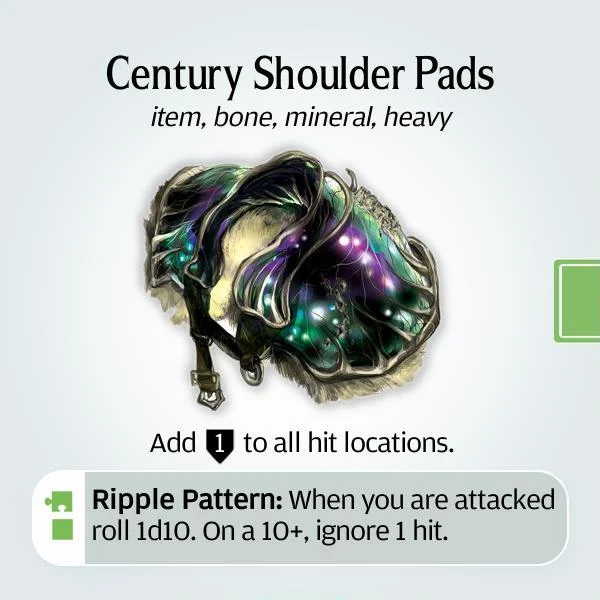 Century Shoulder Pads
item, bone, mineral, heavy
Add 1 to all hit locations.
Ripple Pattern: When you are attacked
roll 1d10. On a 10+, ignore 1 hit.